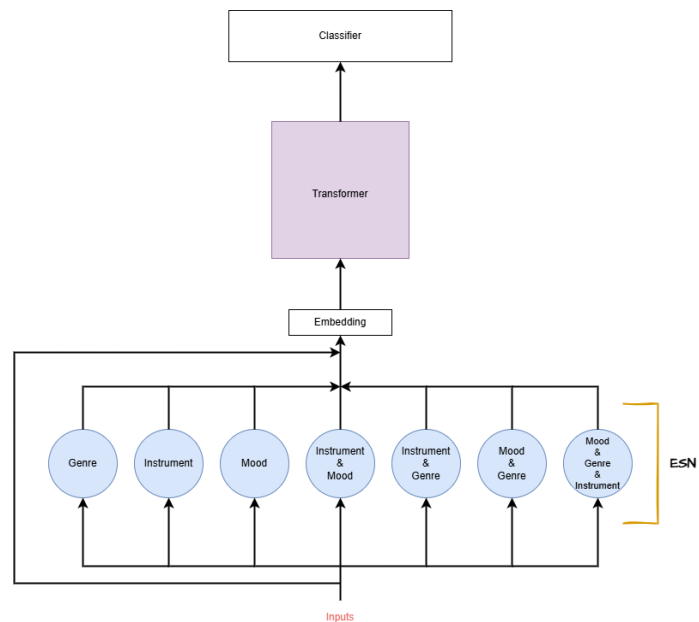 Classifier
Transformer
Embedding
Genre
Instrument
Mood
Instrument
&
Mood
Instrument
&
Genre
Mood
&
Genre
Mood
&
Genre
&
Instrument
ESN
Inputs